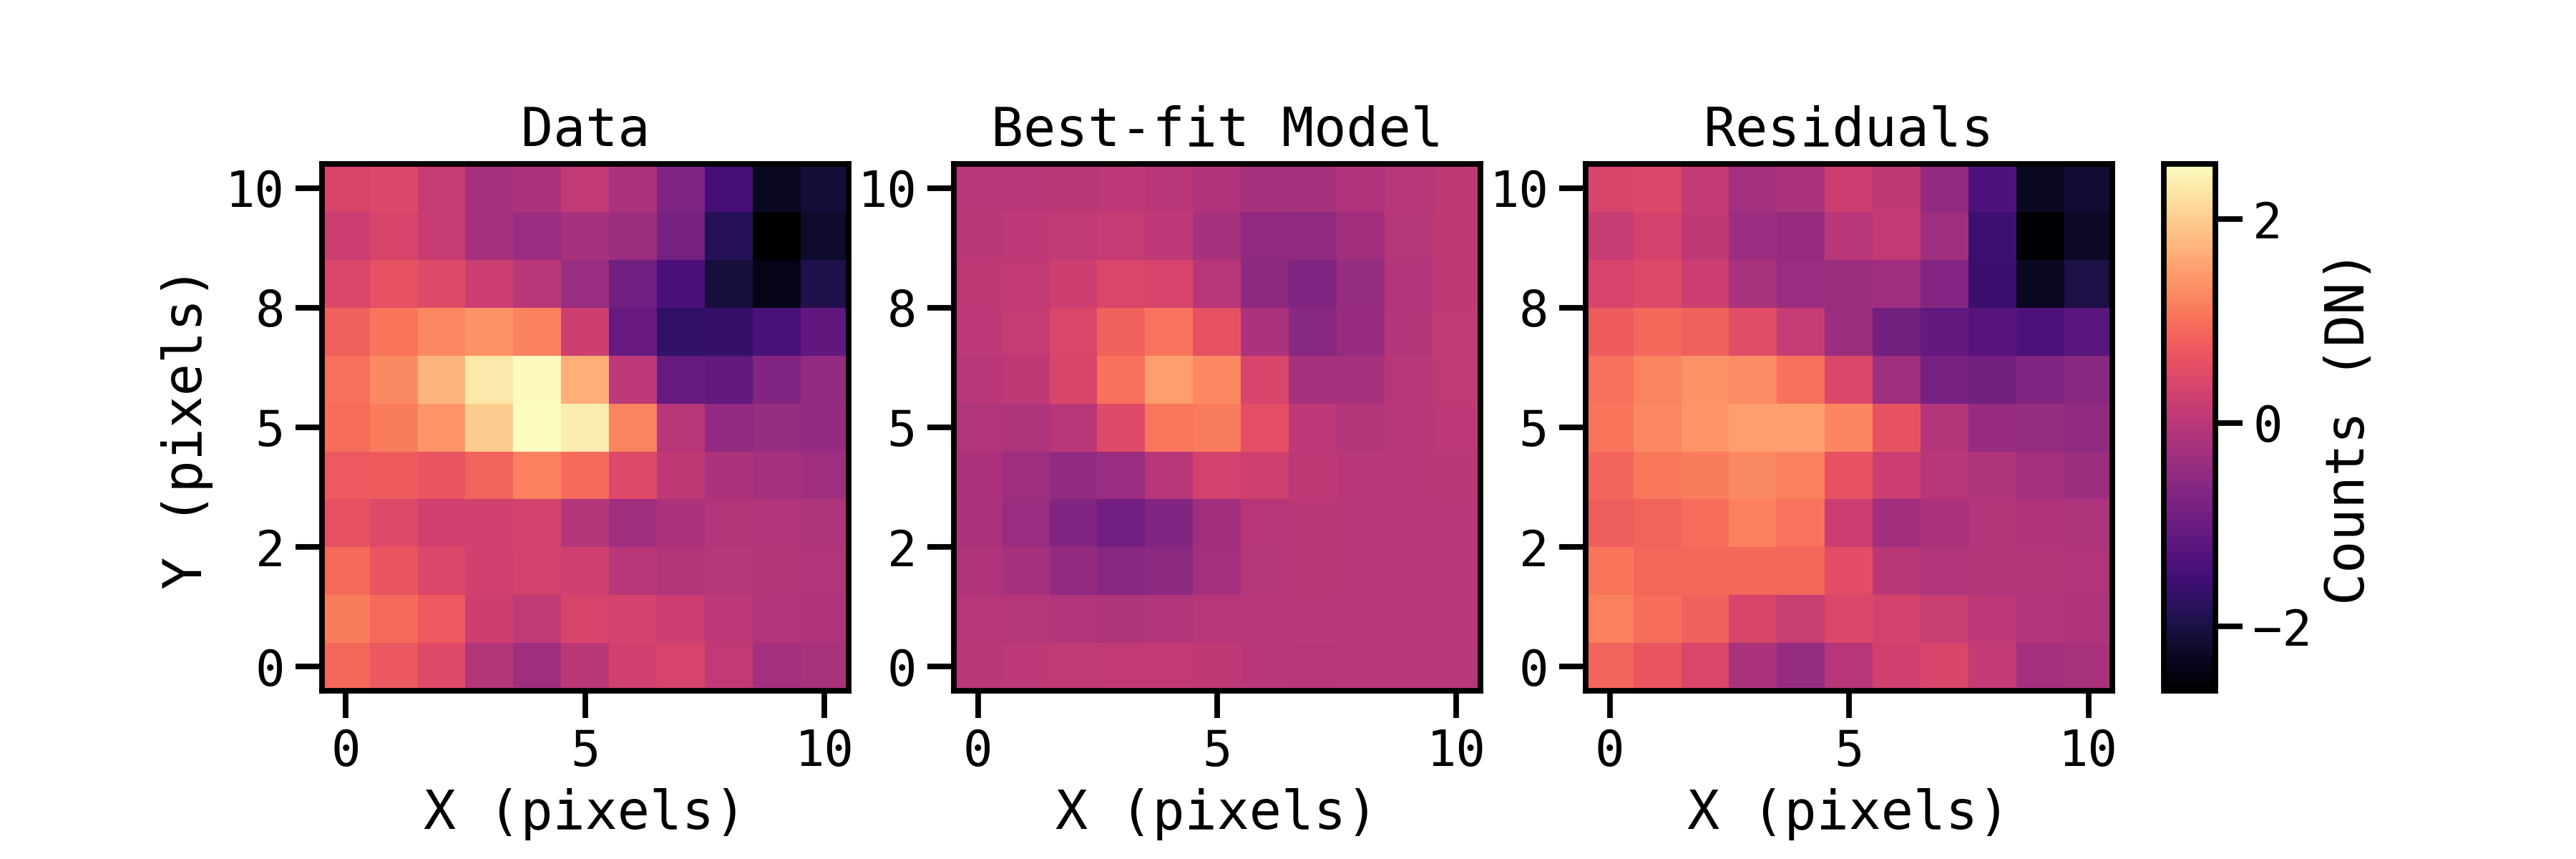 Data
Best-fit Model
Residuals
10
8
5
2
0
10
8
5
2
0
10
8
5
2
0
Y (pixels)
0 5 10
0 5 10
0 5 10
X (pixels)
X (pixels)
X (pixels)
2
0
−2
Counts (DN)